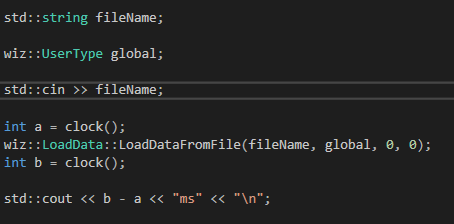 std::string fileName;
wiz::UserType global;
std::cin >> fileName;
int a = clock();
wiz::LoadData::LoadDataFromFile(fileName, global, 0, 0);
int b = clock();
std::cout << b - a << "ms" << "\n";